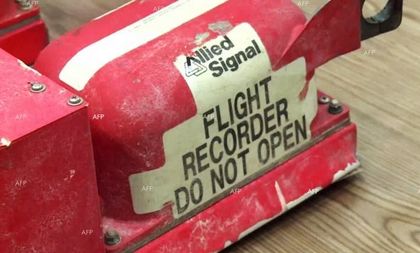 Allied
Signal
FLIGHT
RECORDER
DO NOT OPEN